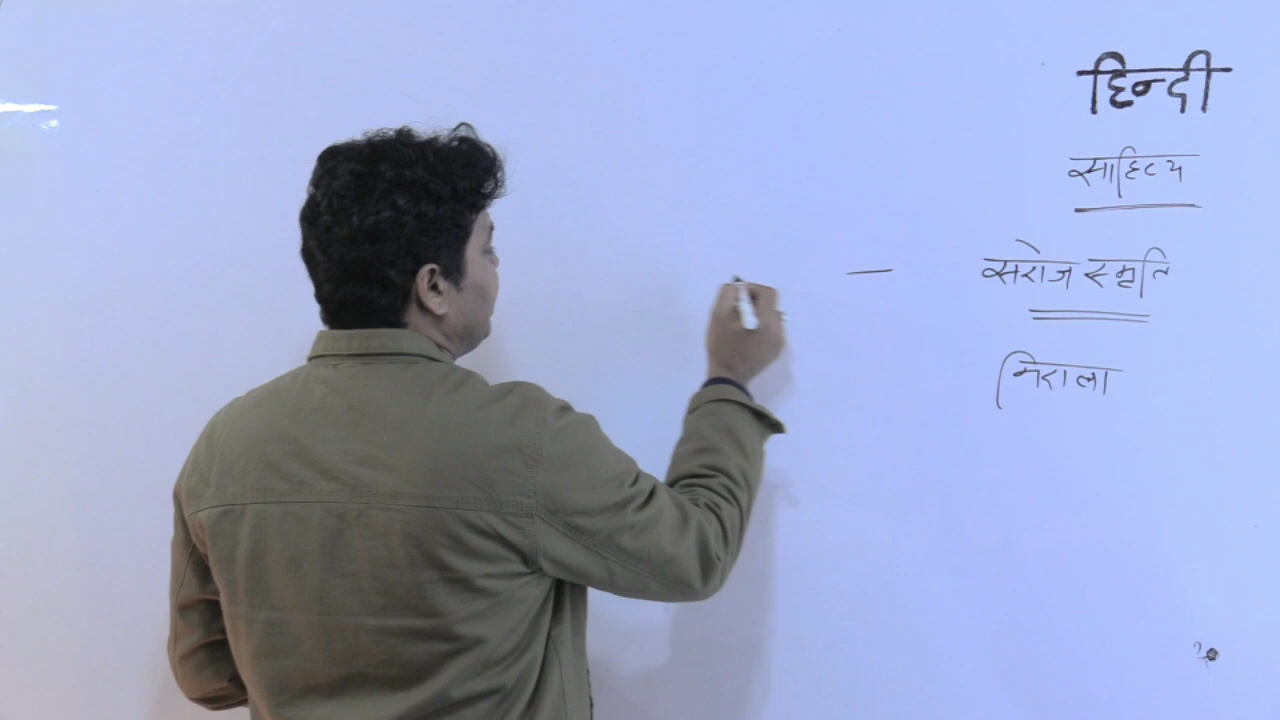 हिन्दी
साहित्य
— सरोज स्मृति
निराला